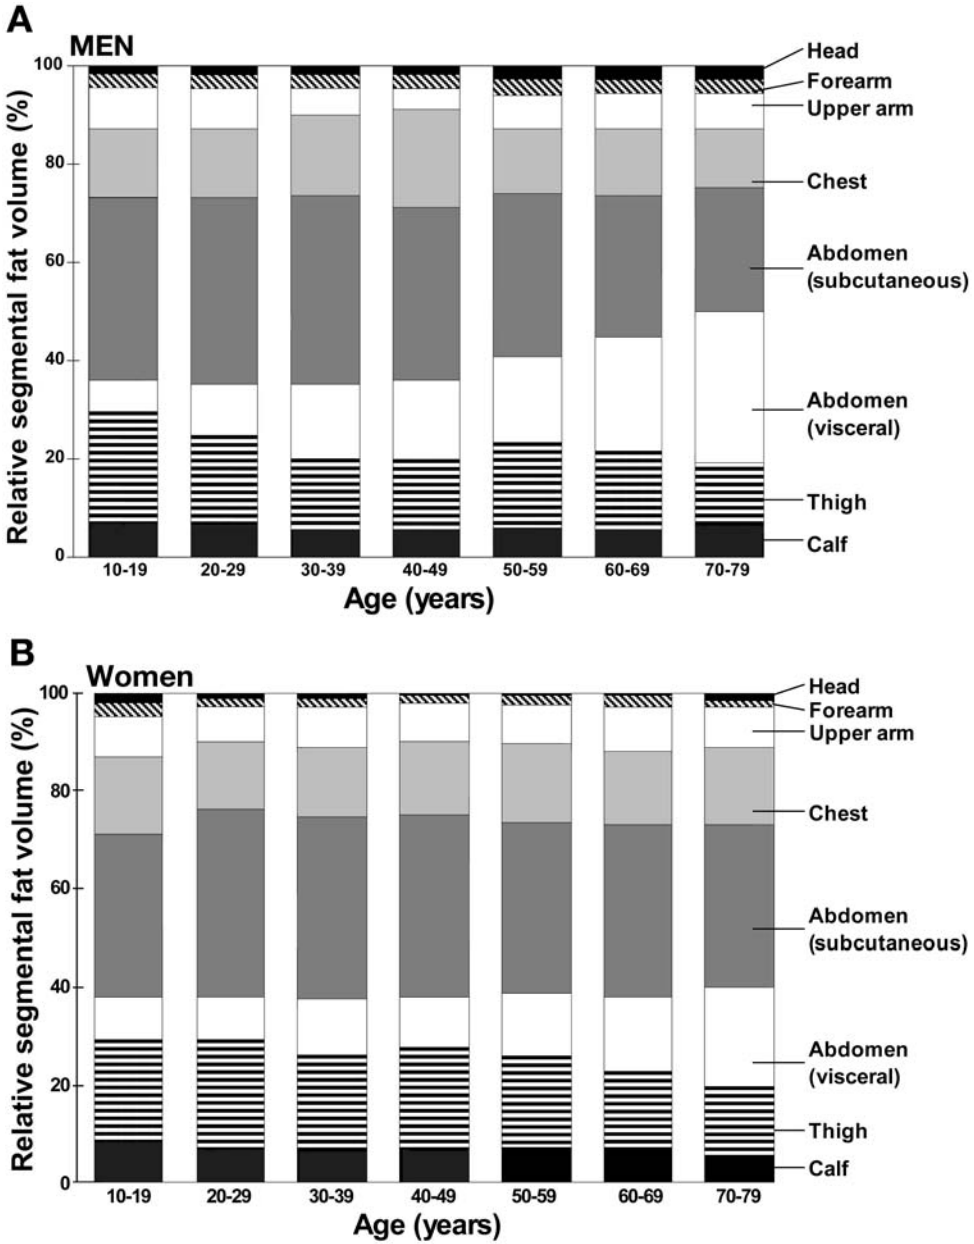 A
MEN
Relative segmental fat volume (%)
100
80
60
40
20
0
Head
Forearm
Upper arm
Chest
Abdomen
(subcutaneous)
Abdomen
(visceral)
Thigh
Calf
10-19 20-29 30-39 40-49 50-59 60-69 70-79
Age (years)
B
Women
Relative segmental fat volume (%)
100
80
60
40
20
0
Head
Forearm
Upper arm
Chest
Abdomen
(subcutaneous)
Abdomen
(visceral)
Thigh
Calf
10-19 20-29 30-39 40-49 50-59 60-69 70-79
Age (years)